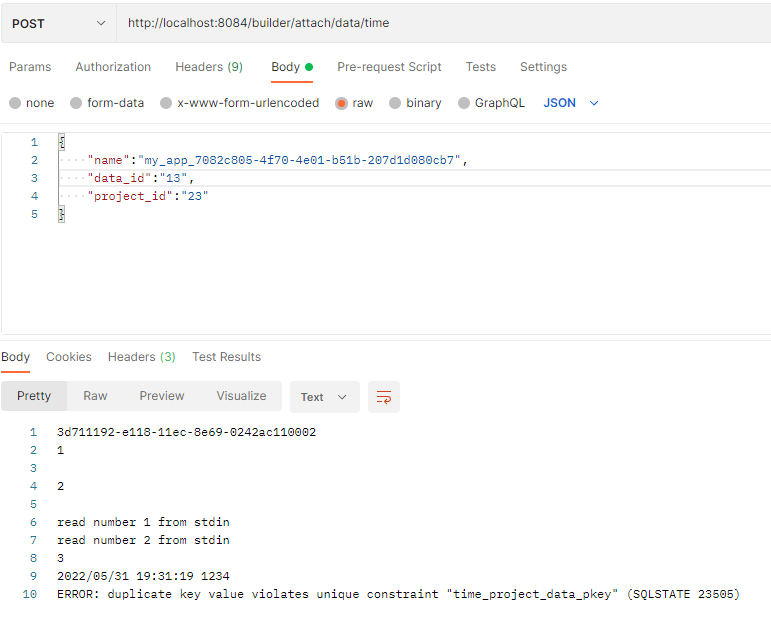 POST http://localhost:8084/builder/attach/data/time
Params Authorization Headers (9) Body Pre-request Script Tests Settings
none form-data x-www-form-urlencoded raw binary GraphQL JSON
1 {
2 ····"name":"my_app_7082c805-4f70-4e01-b51b-207d1d080cb7",
3 ····"data_id":"13",
4 ····"project_id":"23"
5 }
Body Cookies Headers (3) Test Results
Pretty Raw Preview Visualize Text
1 3d711192-e118-11ec-8e69-0242ac110002
2 1
3
4 2
5
6 read number 1 from stdin
7 read number 2 from stdin
8 3
9 2022/05/31 19:31:19 1234
10 ERROR: duplicate key value violates unique constraint "time_project_data_pkey" (SQLSTATE 23505)